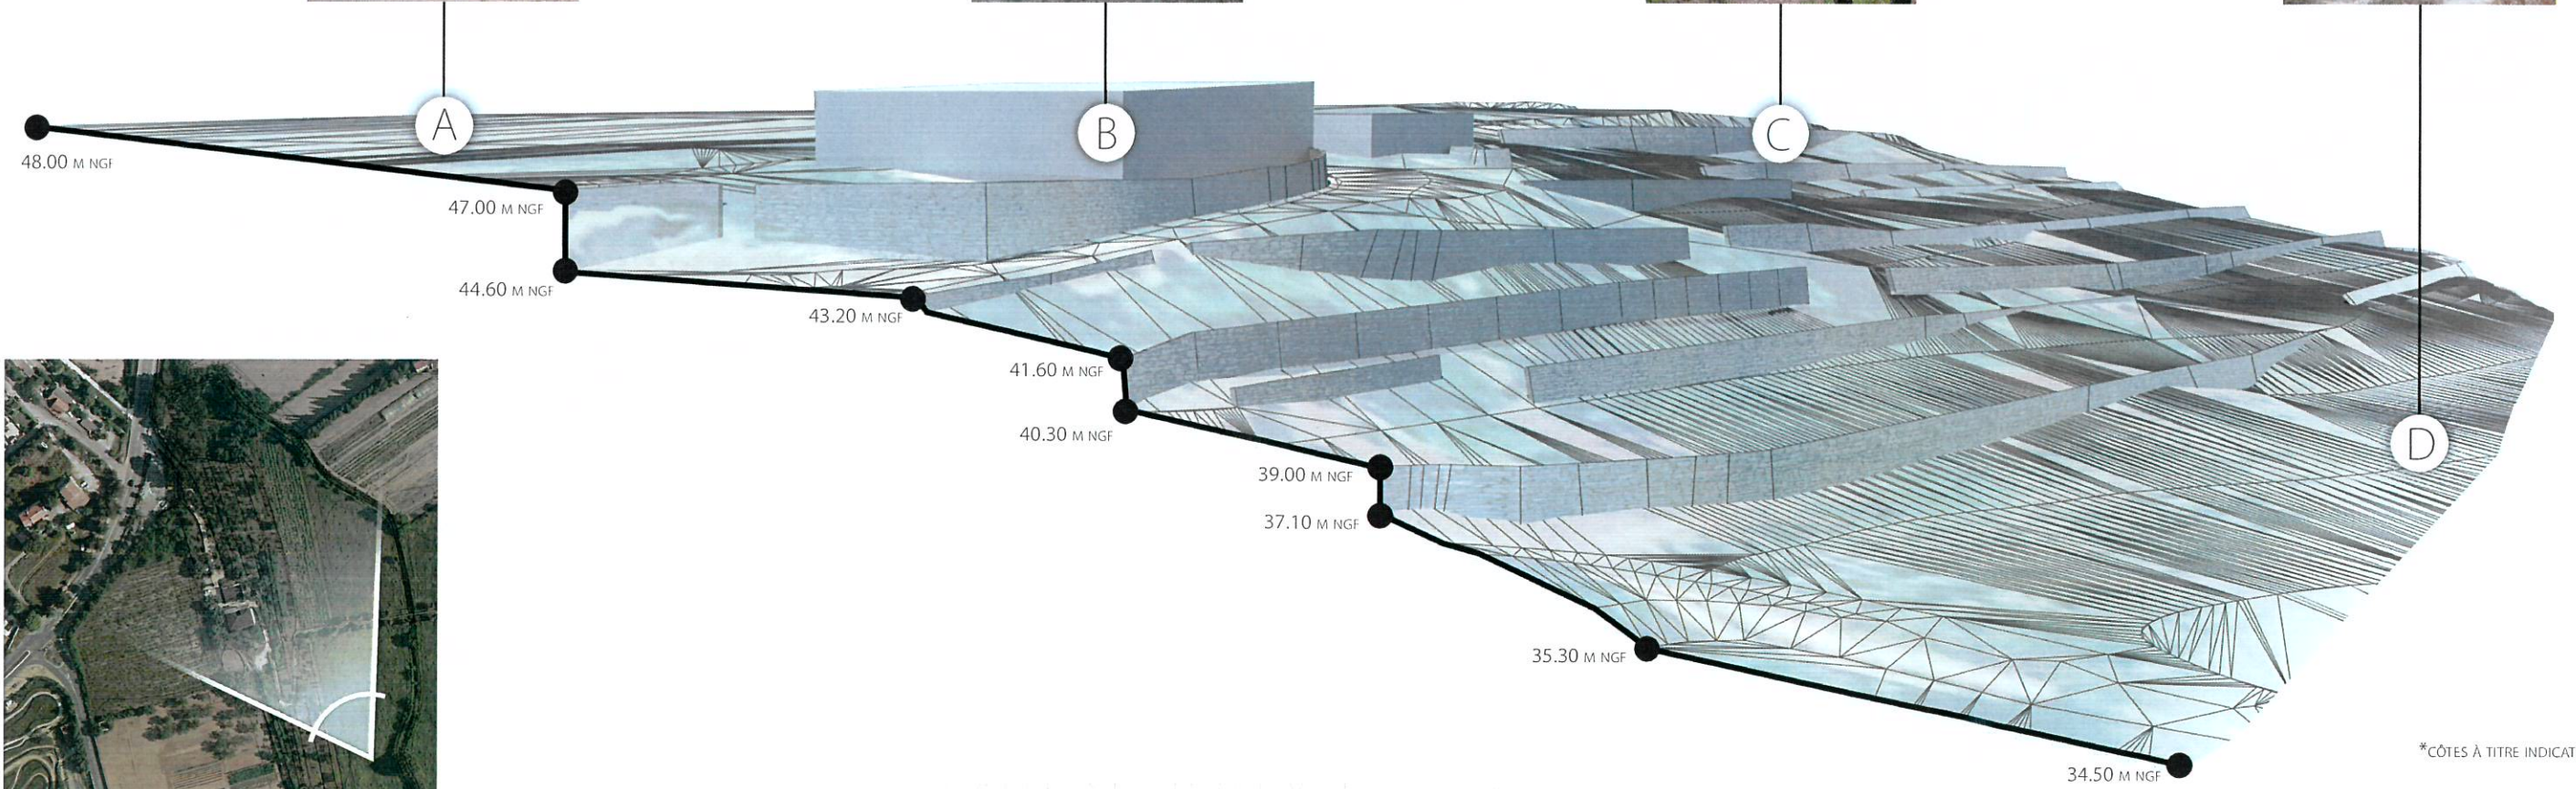 A
B
C
D
48.00 M NGF
47.00 M NGF
44.60 M NGF
43.20 M NGF
41.60 M NGF
40.30 M NGF
39.00 M NGF
37.10 M NGF
35.30 M NGF
34.50 M NGF
*CÔTES À TITRE INDICAT